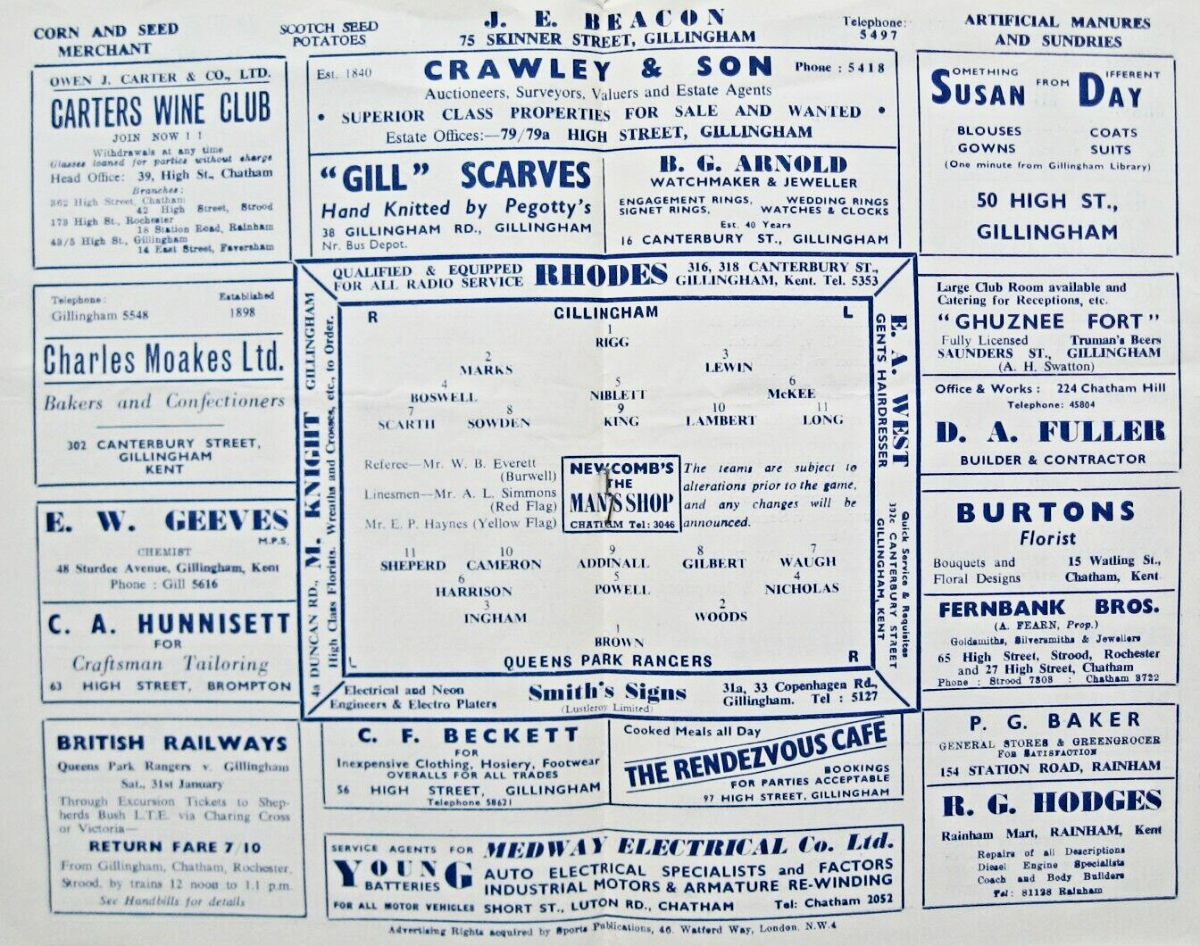 CORN AND SEED
MERCHANT
SCOTCH SEED
POTATOES
J. E. BEACON
75 SKINNER STREET, GILLINGHAM
Telephone:
5497
ARTIFICIAL MANURES
AND SUNDRIES
OWEN J. CARTER & CO., LTD.
CARTERS WINE CLUB
JOIN NOW ! !
Withdrawals at any time
Glasses loaned for parties without charge
Head Office: 39, High St., Chatham
Branches:
362 High Street, Chatham
42 High Street, Strood
173 High St., Rochester
18 Station Road, Rainham
43/5 High St., Gillingham
14 East Street, Faversham
Est. 1840
CRAWLEY & SON
Phone : 5418
Auctioneers, Surveyors, Valuers and Estate Agents
• SUPERIOR CLASS PROPERTIES FOR SALE AND WANTED •
Estate Offices:—79/79a HIGH STREET, GILLINGHAM
"GILL" SCARVES
Hand Knitted by Pegotty's
38 GILLINGHAM RD., GILLINGHAM
Nr. Bus Depot.
B. G. ARNOLD
WATCHMAKER & JEWELLER
ENGAGEMENT RINGS, WEDDING RINGS
SIGNET RINGS, WATCHES & CLOCKS
Est. 40 Years
16 CANTERBURY ST., GILLINGHAM
SOMETHING FROM DIFFERENT
SUSAN DAY
BLOUSES COATS
GOWNS SUITS
(One minute from Gillingham Library)
50 HIGH ST.,
GILLINGHAM
Telephone: Established
Gillingham 5548 1898
Charles Moakes Ltd.
Bakers and Confectioners
302 CANTERBURY STREET,
GILLINGHAM
KENT
E. W. GEEVES
M.P.S.
CHEMIST
48 Sturdee Avenue, Gillingham, Kent
Phone : Gill 5616
C. A. HUNNISETT
FOR
Craftsman Tailoring
63 HIGH STREET, BROMPTON
QUALIFIED & EQUIPPED
FOR ALL RADIO SERVICE
RHODES
316, 318 CANTERBURY ST.,
GILLINGHAM, Kent. Tel. 5353
4a DUNCAN RD., M. KNIGHT GILLINGHAM
High Class Florists. Wreaths and Crosses, etc., to Order.
R GILLINGHAM L
1
RIGG
2 3
MARKS LEWIN
4 5 6
BOSWELL NIBLETT McKEE
7 8 9 10 11
SCARTH SOWDEN KING LAMBERT LONG
Referee—Mr. W. B. Everett
(Burwell)
Linesmen—Mr. A. L. Simmons
(Red Flag)
Mr. E. P. Haynes (Yellow Flag)
NEWCOMB'S
THE
MAN'S SHOP
CHATHAM Tel: 3046
The teams are subject to
alterations prior to the game,
and any changes will be
announced.
11 10 9 8 7
SHEPERD CAMERON ADDINALL GILBERT WAUGH
6 5 4
HARRISON POWELL NICHOLAS
3 2
INGHAM WOODS
1
BROWN
L QUEENS PARK RANGERS R
E. A. WEST
GENTS HAIRDRESSER
Quick Service & Requisites
392c CANTERBURY STREET
GILLINGHAM, KENT
Electrical and Neon
Engineers & Electro Platers
Smith's Signs
(Lustleroy Limited)
31a, 33 Copenhagen Rd.,
Gillingham. Tel : 5127
Large Club Room available and
Catering for Receptions, etc.
"GHUZNEE FORT"
Fully Licensed Truman's Beers
SAUNDERS ST., GILLINGHAM
(A. H. Swatton)
Office & Works : 224 Chatham Hill
Telephone: 45804
D. A. FULLER
BUILDER & CONTRACTOR
BURTONS
Florist
Bouquets and 15 Watling St.,
Floral Designs Chatham, Kent
FERNBANK BROS.
(A. FEARN, Prop.)
Goldsmiths, Silversmiths & Jewellers
65 High Street, Strood, Rochester
and 27 High Street, Chatham
Phone : Strood 7808 : Chatham 3722
BRITISH RAILWAYS
Queens Park Rangers v. Gillingham
Sat., 31st January
Through Excursion Tickets to Shep-
herds Bush L.T.E. via Charing Cross
or Victoria—
RETURN FARE 7/10
From Gillingham, Chatham, Rochester,
Strood, by trains 12 noon to 1.1 p.m.
See Handbills for details
C. F. BECKETT
FOR
Inexpensive Clothing, Hosiery, Footwear
OVERALLS FOR ALL TRADES
56 HIGH STREET, GILLINGHAM
Telephone 58621
Cooked Meals all Day
THE RENDEZVOUS CAFE
BOOKINGS
FOR PARTIES ACCEPTABLE
97 HIGH STREET, GILLINGHAM
SERVICE AGENTS FOR
YOUNG
BATTERIES
FOR ALL MOTOR VEHICLES
MEDWAY ELECTRICAL Co. Ltd.
AUTO ELECTRICAL SPECIALISTS and FACTORS
INDUSTRIAL MOTORS & ARMATURE RE-WINDING
SHORT ST., LUTON RD., CHATHAM Tel: Chatham 2052
P. G. BAKER
GENERAL STORES & GREENGROCER
FOR SATISFACTION
154 STATION ROAD, RAINHAM
R. G. HODGES
Rainham Mart, RAINHAM, Kent
Repairs of all Descriptions
Diesel Engine Specialists
Coach and Body Builders
Tel: 81128 Rainham
Advertising Rights acquired by Sports Publications, 46, Watford Way, London. N.W.4